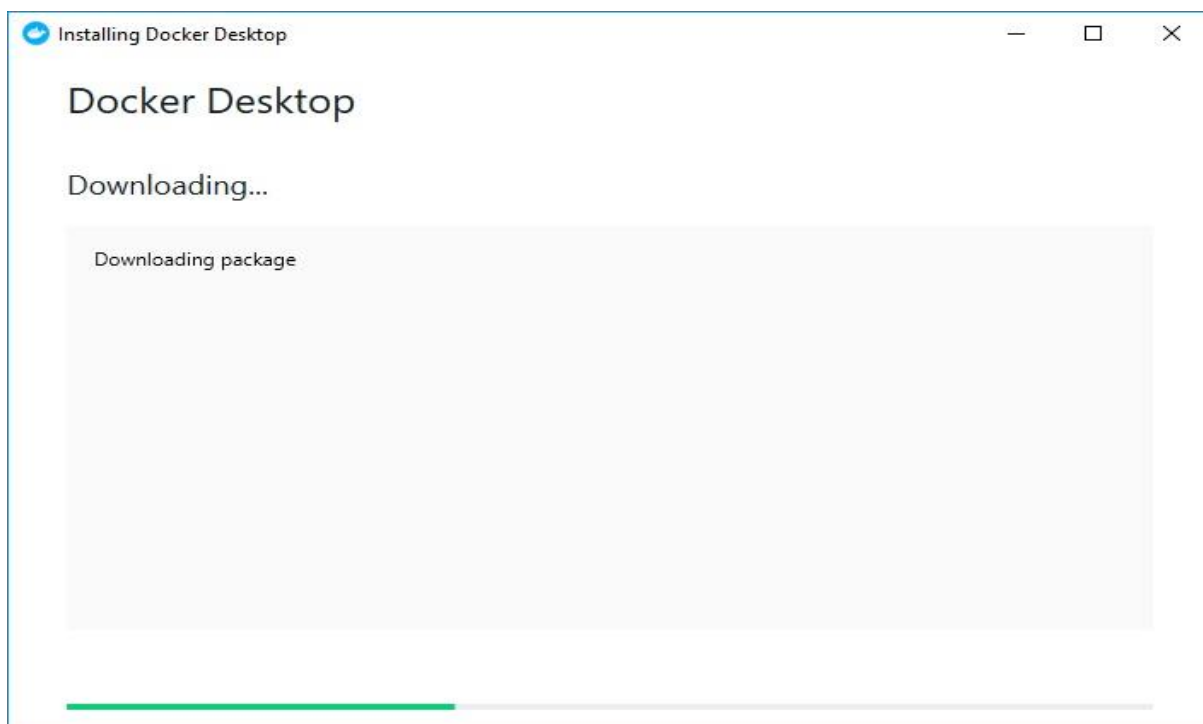 Installing Docker Desktop
Docker Desktop
Downloading...
Downloading package